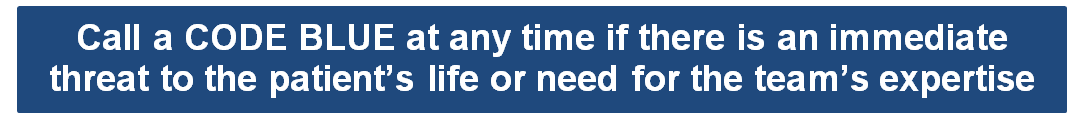 Call a CODE BLUE at any time if there is an immediate
threat to the patient’s life or need for the team’s expertise